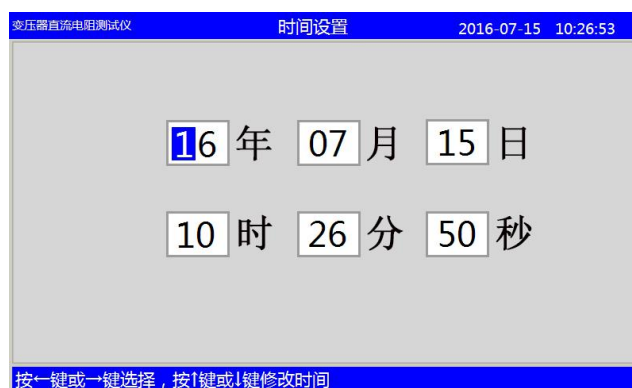 变压器直流电阻测试仪 时间设置 2016-07-15 10:26:53
16 年 07 月 15 日
10 时 26 分 50 秒
按←键或→键选择，按↑键或↓键修改时间